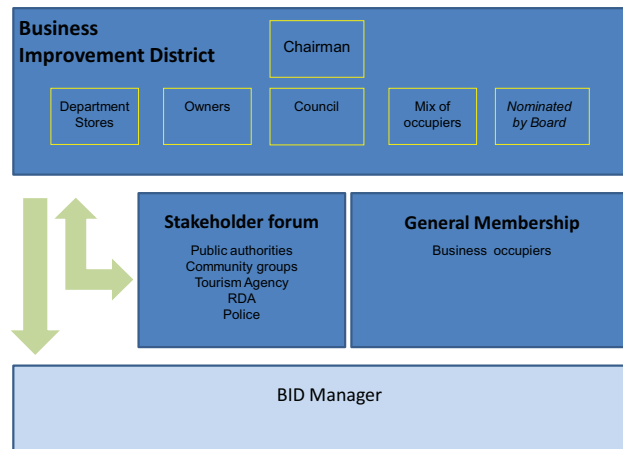 Business
Improvement District
Chairman
Department
Stores
Owners
Council
Mix of
occupiers
Nominated
by Board
Stakeholder forum
Public authorities
Community groups
Tourism Agency
RDA
Police
General Membership
Business occupiers
BID Manager